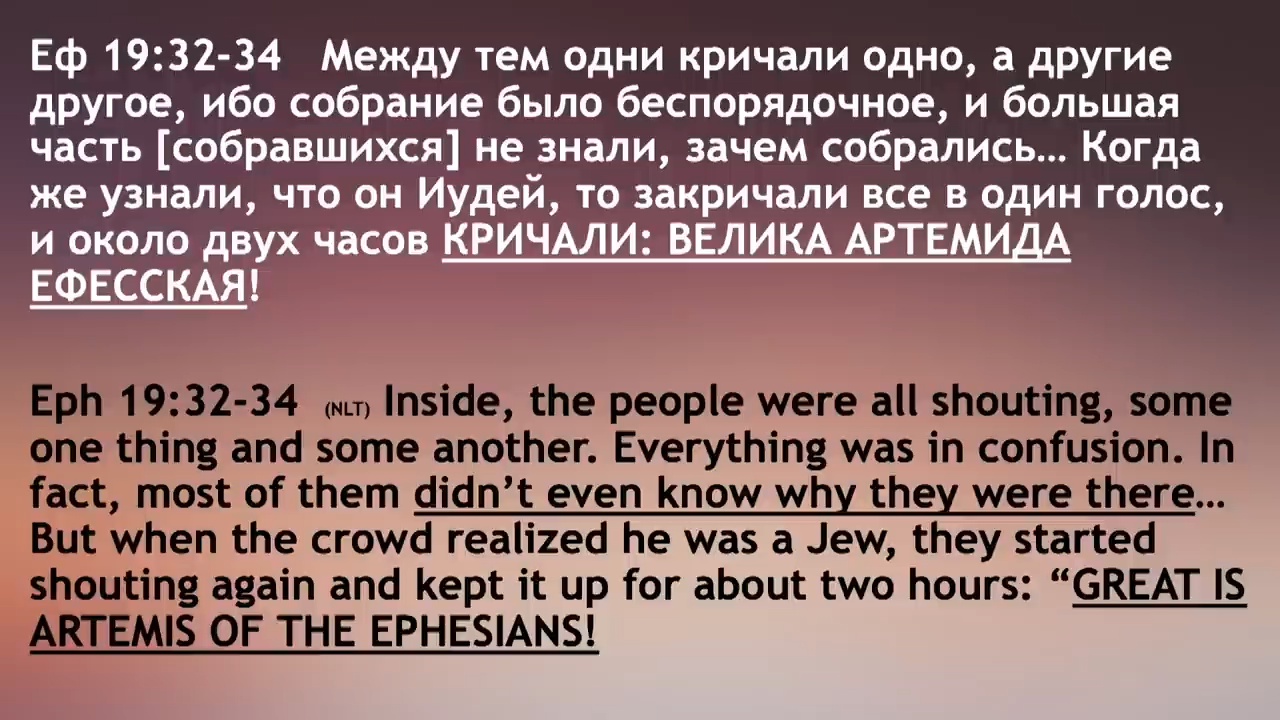 Еф 19:32-34 Между тем одни кричали одно, а другие
другое, ибо собрание было беспорядочное, и большая
часть [собравшихся] не знали, зачем собрались… Когда
же узнали, что он Иудей, то закричали все в один голос,
и около двух часов КРИЧАЛИ: ВЕЛИКА АРТЕМИДА
ЕФЕССКАЯ!
Eph 19:32-34 (NLT) Inside, the people were all shouting, some
one thing and some another. Everything was in confusion. In
fact, most of them didn’t even know why they were there…
But when the crowd realized he was a Jew, they started
shouting again and kept it up for about two hours: “GREAT IS
ARTEMIS OF THE EPHESIANS!